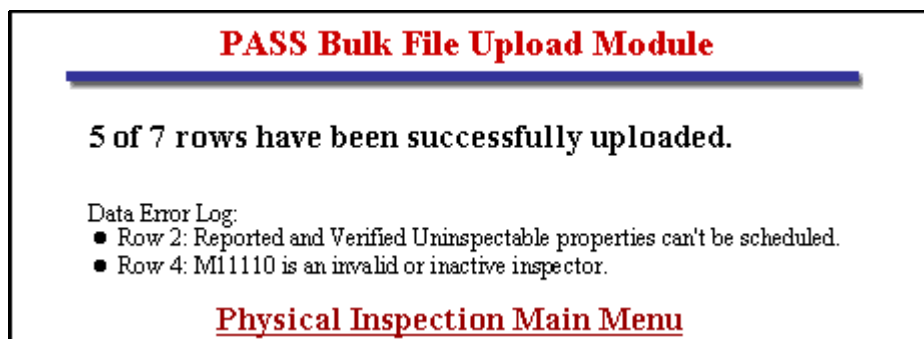 PASS Bulk File Upload Module
5 of 7 rows have been successfully uploaded.
Data Error Log:
● Row 2: Reported and Verified Uninspectable properties can't be scheduled.
● Row 4: M11110 is an invalid or inactive inspector.
Physical Inspection Main Menu